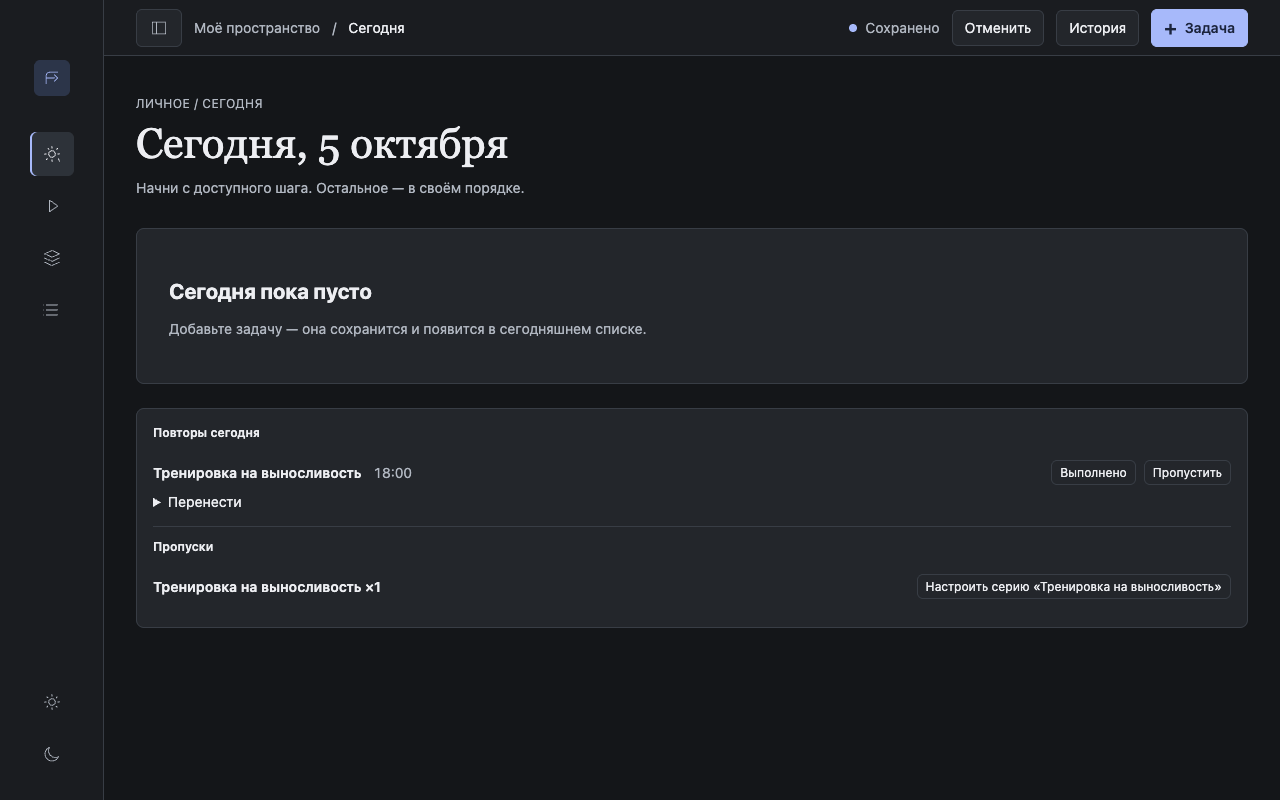 Моё пространство / Сегодня
Сохранено
Отменить
История
+ Задача
ЛИЧНОЕ / СЕГОДНЯ
Сегодня, 5 октября
Начни с доступного шага. Остальное — в своём порядке.
Сегодня пока пусто
Добавьте задачу — она сохранится и появится в сегодняшнем списке.
Повторы сегодня
Тренировка на выносливость 18:00
Выполнено
Пропустить
Перенести
Пропуски
Тренировка на выносливость ×1
Настроить серию «Тренировка на выносливость»